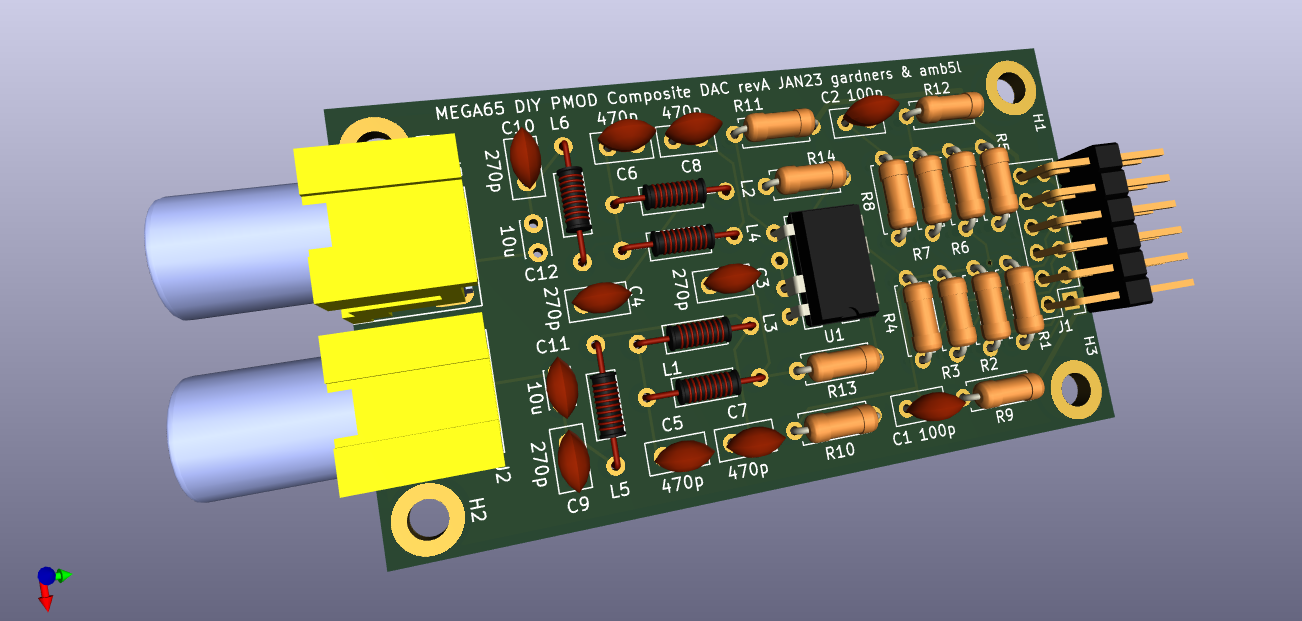 MEGA65 DIY PMOD Composite DAC revA JAN23 gardners & amb5l
C10
L6
470p
470p
R11
C2 100p
R12
H1
270p
C6
C8
L2
R14
R5
R8
10u
C12
L4
R7
R6
270p
C4
270p
C3
L3
U1
R4
R3
R2
R1
J1
H3
C11
10u
L1
R13
C5
C7
R9
C1 100p
R10
270p
C9
L5
470p
470p
J2
H2